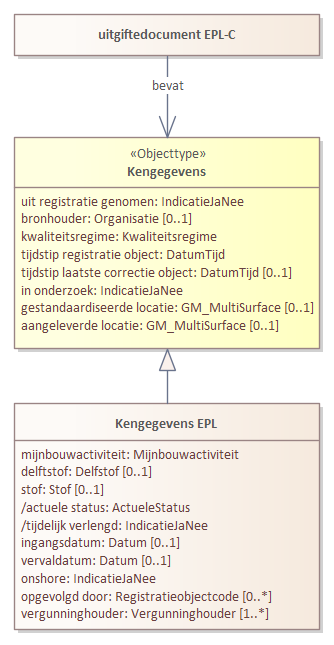 uitgiftedocument EPL-C
bevat
«Objecttype»
Kengegevens
uit registratie genomen: IndicatieJaNee
bronhouder: Organisatie [0..1]
kwaliteitsregime: Kwaliteitsregime
tijdstip registratie object: DatumTijd
tijdstip laatste correctie object: DatumTijd [0..1]
in onderzoek: IndicatieJaNee
gestandaardiseerde locatie: GM_MultiSurface [0..1]
aangeleverde locatie: GM_MultiSurface [0..1]
Kengegevens EPL
mijnbouwactiviteit: Mijnbouwactiviteit
delftstof: Delfstof [0..1]
stof: Stof [0..1]
/actuele status: ActueleStatus
/tijdelijk verlengd: IndicatieJaNee
ingangsdatum: Datum [0..1]
vervaldatum: Datum [0..1]
onshore: IndicatieJaNee
opgevolgd door: Registratieobjectcode [0..*]
vergunninghouder: Vergunninghouder [1..*]